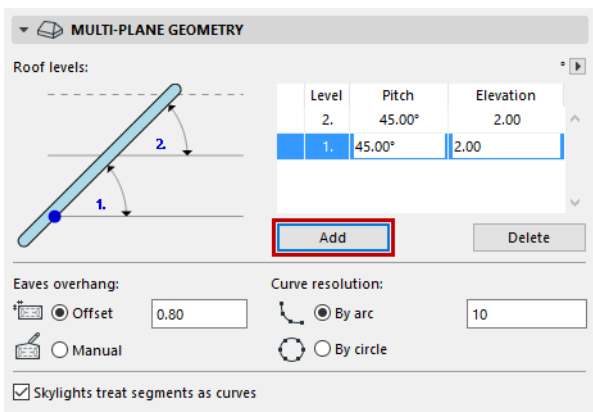 MULTI-PLANE GEOMETRY
Roof levels:
°
Level Pitch Elevation
2. 45.00° 2.00
1. 45.00° 2.00
2.
1.
Add Delete
Eaves overhang: Curve resolution:
Offset 0.80 By arc 10
Manual By circle
Skylights treat segments as curves